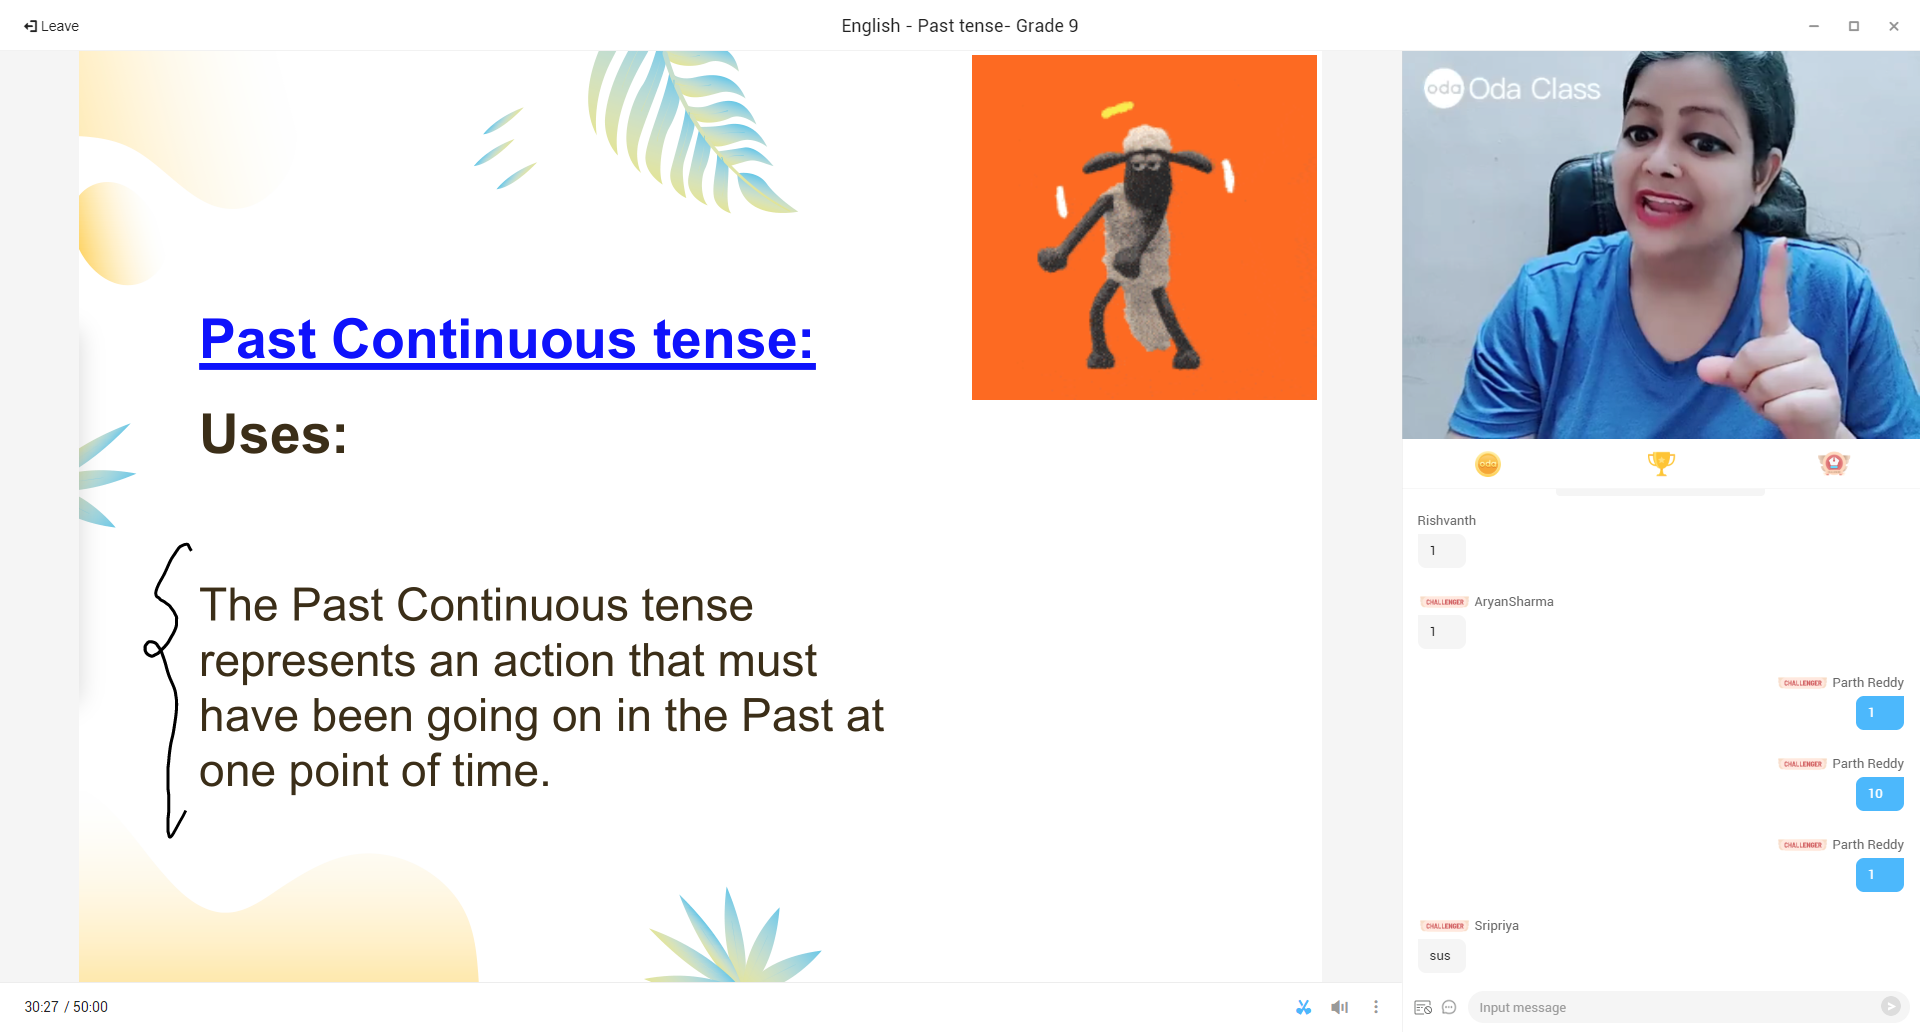 Leave
English - Past tense- Grade 9
oda Oda Class
Past Continuous tense:
Uses:
The Past Continuous tense
represents an action that must
have been going on in the Past at
one point of time.
oda
Rishvanth
1
CHALLENGER AryanSharma
1
CHALLENGER Parth Reddy
1
CHALLENGER Parth Reddy
10
CHALLENGER Parth Reddy
1
CHALLENGER Sripriya
sus
30:27 / 50:00
Input message